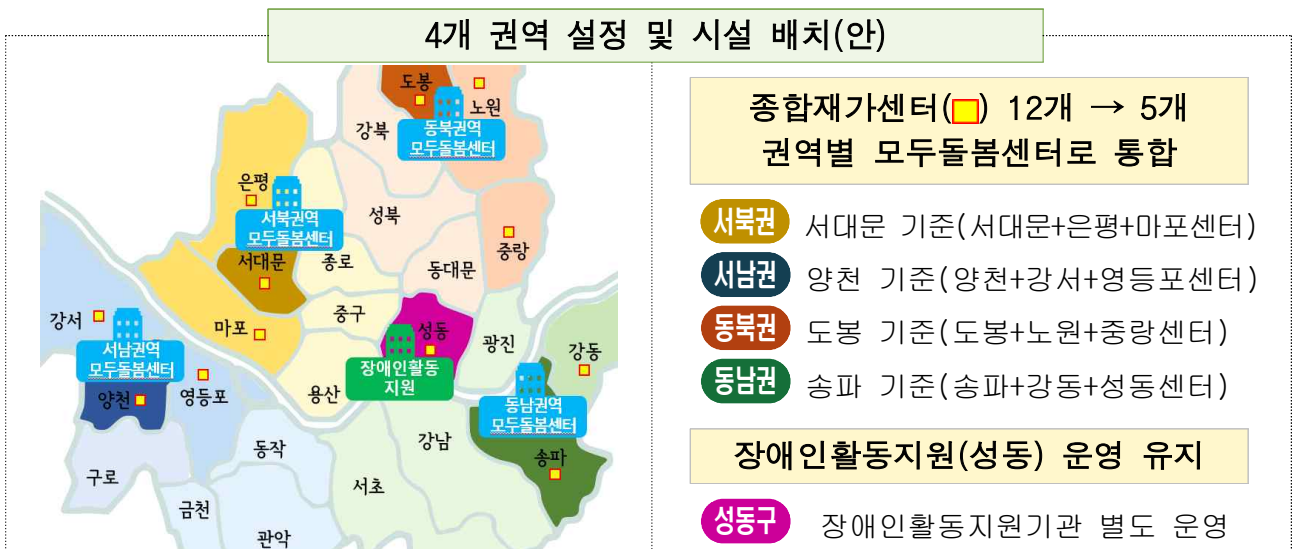 4개 권역 설정 및 시설 배치(안)
도봉
노원
강북
동북권역
모두돌봄센터
은평
서북권역
모두돌봄센터
성북
중랑
서대문
종로
동대문
강서
마포
중구
성동
광진
강동
서남권역
모두돌봄센터
장애인활동
지원
양천
영등포
용산
동남권역
모두돌봄센터
강남
동작
송파
구로
서초
금천
관악
종합재가센터(□) 12개 → 5개
권역별 모두돌봄센터로 통합
서북권 서대문 기준(서대문+은평+마포센터)
서남권 양천 기준(양천+강서+영등포센터)
동북권 도봉 기준(도봉+노원+중랑센터)
동남권 송파 기준(송파+강동+성동센터)
장애인활동지원(성동) 운영 유지
성동구 장애인활동지원기관 별도 운영